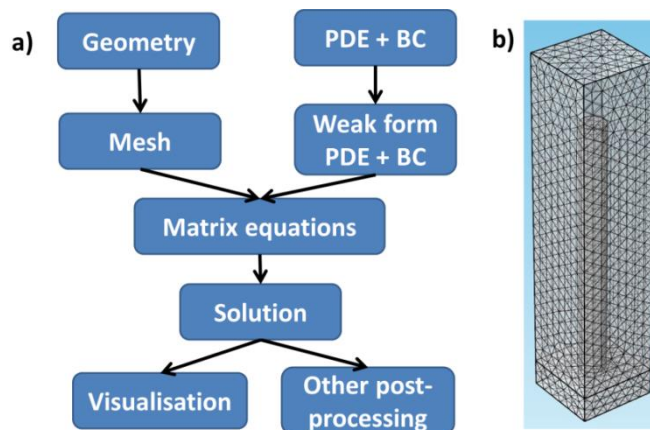 a)
Geometry
PDE + BC
b)
Mesh
Weak form
PDE + BC
Matrix equations
Solution
Visualisation
Other post-
processing